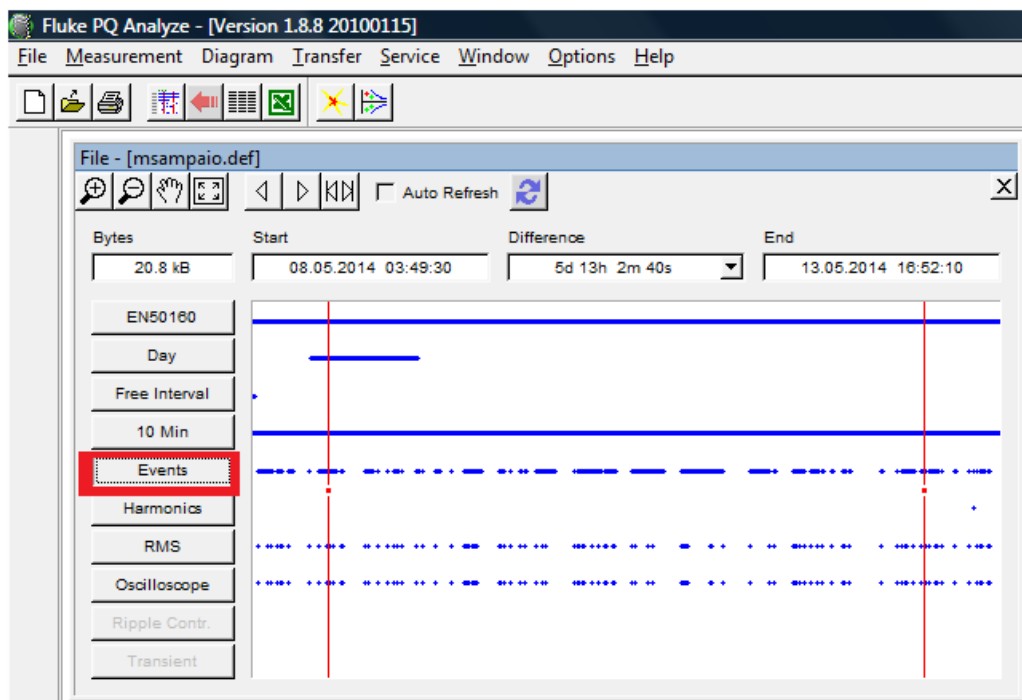 Fluke PQ Analyze - [Version 1.8.8 20100115]
File Measurement Diagram Transfer Service Window Options Help
File - [msampaio.def]
Auto Refresh
Bytes Start Difference End
20.8 kB 08.05.2014 03:49:30 5d 13h 2m 40s 13.05.2014 16:52:10
EN50160
Day
Free Interval
10 Min
Events
Harmonics
RMS
Oscilloscope
Ripple Contr.
Transient